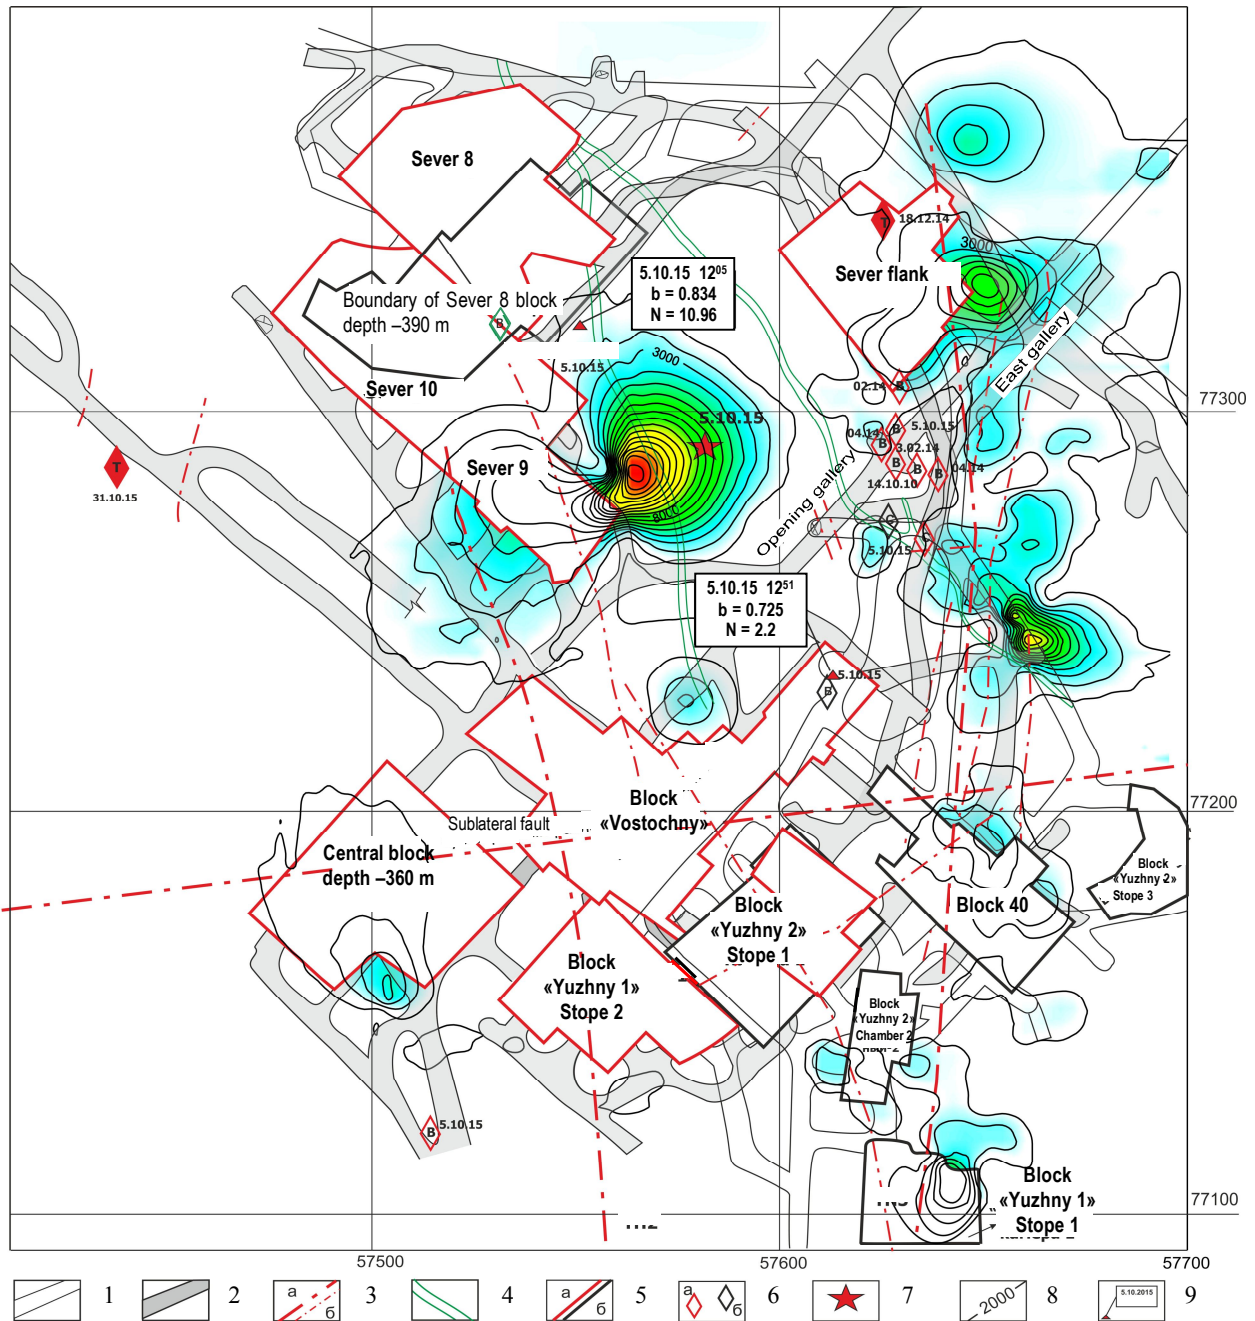 Sever 8
T
18.12.14
3000
Sever flank
5.10.15 12⁰⁵
b = 0.834
N = 10.96
Boundary of Sever 8 block
depth –390 m
B
5.10.15
3000
East gallery
Sever 10
02.14
B
77300
5.10.15
04.14
B
B
5.10.15
3.02.14
B
B
B
04.14
14.10.10
Sever 9
T
31.10.15
8000
Opening gallery
5.10.15
5.10.15 12⁵¹
b = 0.725
N = 2.2
5.10.15
Б
77200
Block
«Vostochny»
Sublateral fault
Central block
depth –360 m
Block
«Yuzhny 2»
Stope 3
Block 40
Block
«Yuzhny 2»
Stope 1
Block
«Yuzhny 1»
Stope 2
Block
«Yuzhny 2»
Chamber 2
B
5.10.15
Block
«Yuzhny 1»
Stope 1
77100
57500
57600
57700
1
2
а
б
3
4
а
б
5
а
б
6
7
2000
8
5.10.2015
9